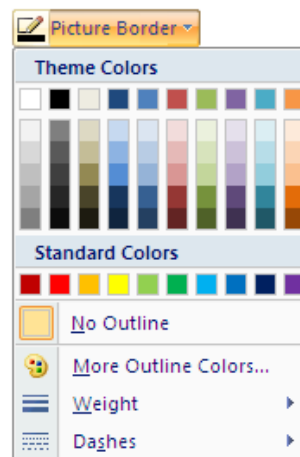 Picture Border
Theme Colors
Standard Colors
No Outline
More Outline Colors...
Weight
Dashes